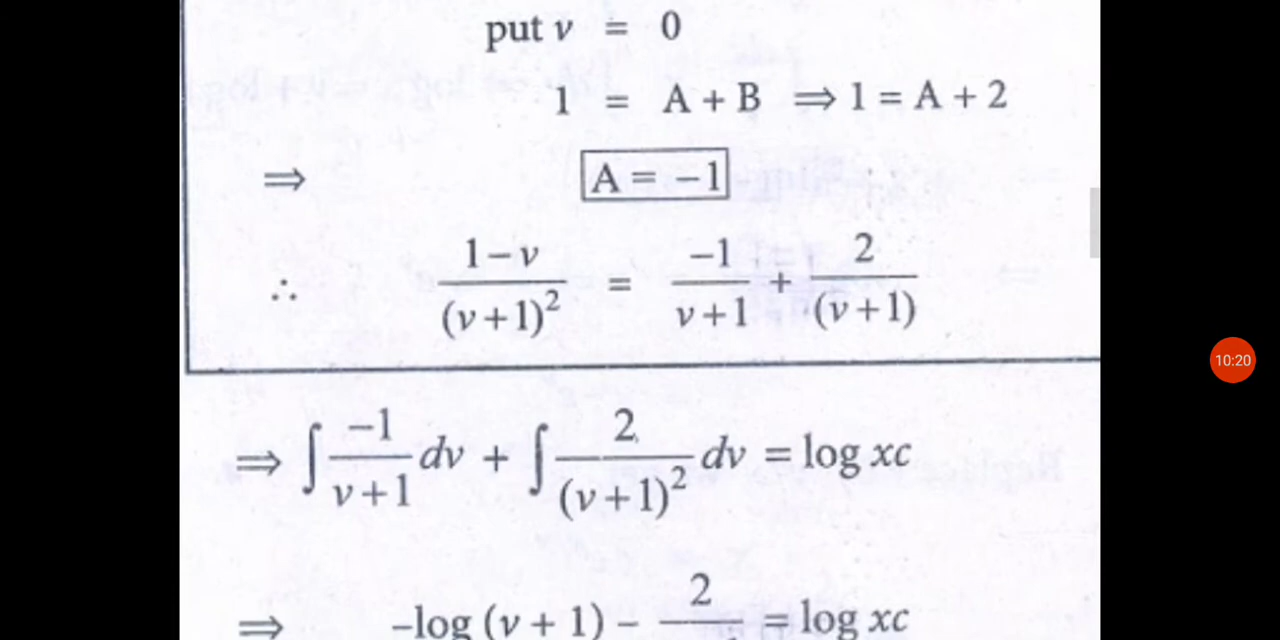 put v = 0
1 = A + B ⇒ 1 = A + 2
⇒ A = −1
∴ 1−v/(v+1)² = −1/v+1 + 2/(v+1)
⇒ ∫ −1/v+1 dv + ∫ 2/(v+1)² dv = log xc
⇒ −log (v + 1) − 2/ = log xc
10:20